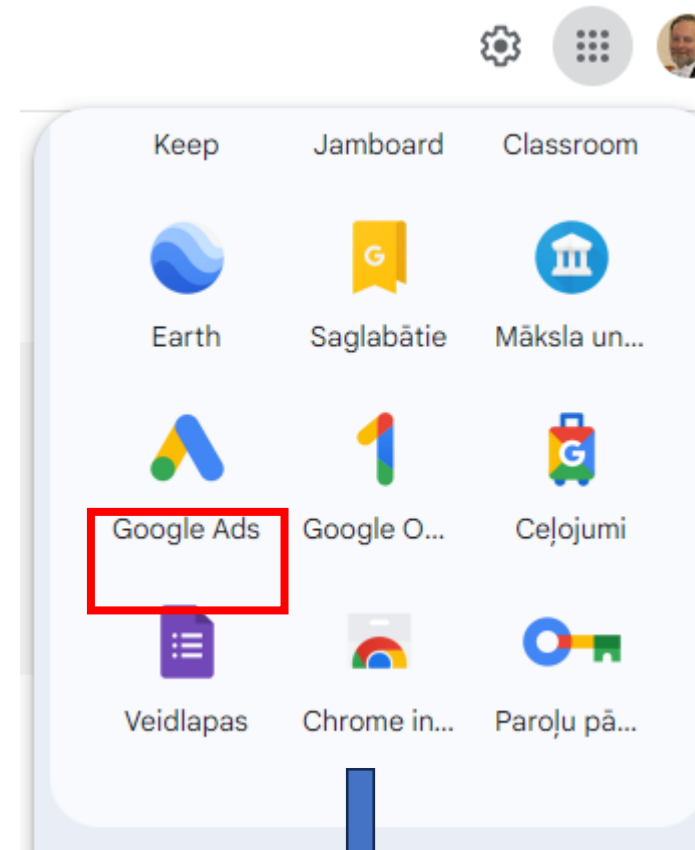 Keep Jamboard Classroom
G
Earth Saglabātie Māksla un...
G
Google Ads Google O... Ceļojumi
Veidlapas Chrome in... Paroļu pā...